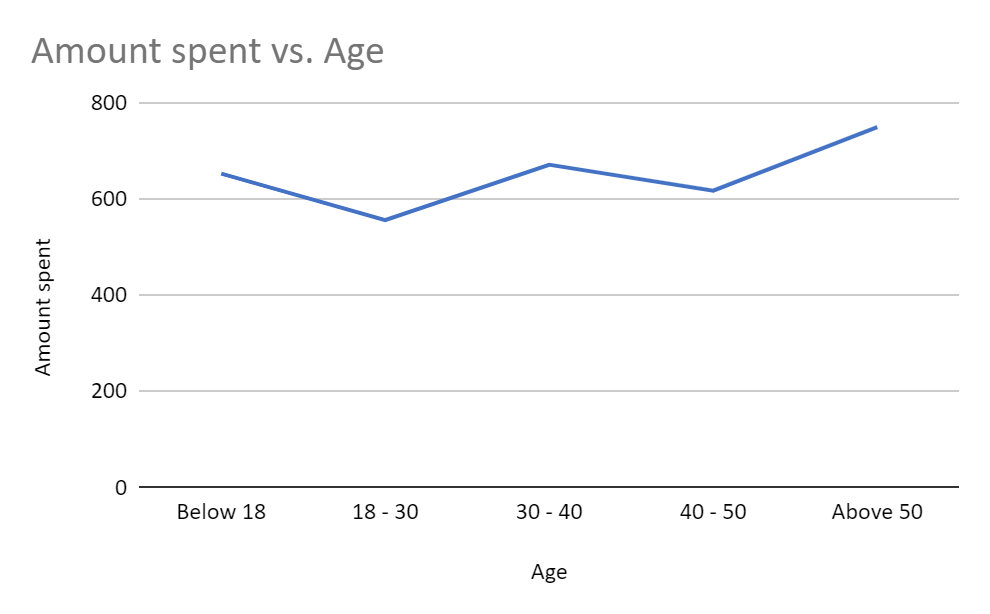 Amount spent vs. Age
800
600
400
200
0
Amount spent
Below 18
18 - 30
30 - 40
40 - 50
Above 50
Age